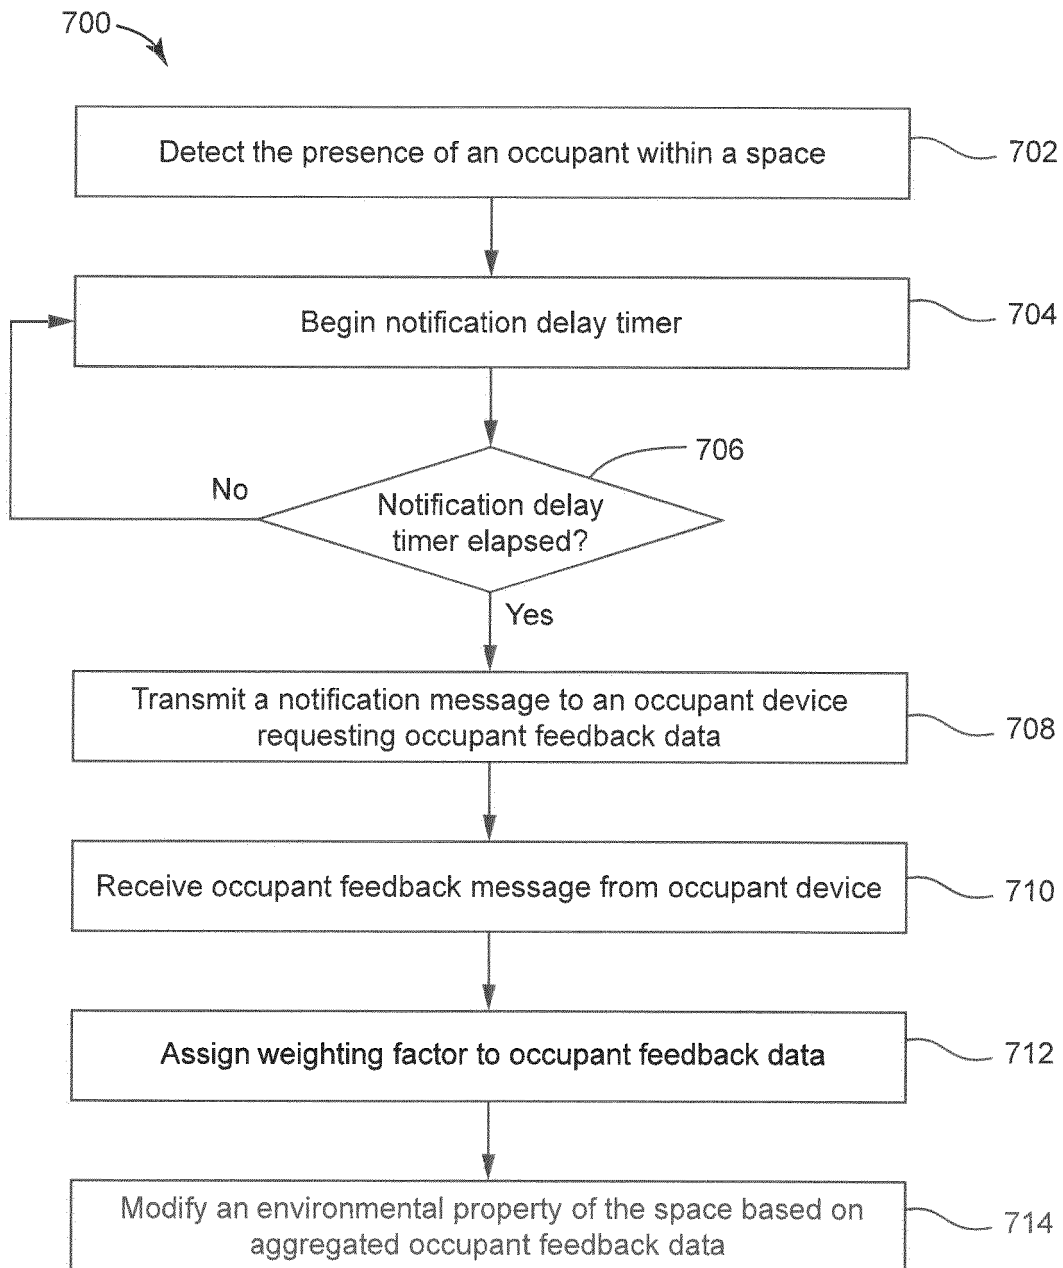 700
Detect the presence of an occupant within a space
702
Begin notification delay timer
704
706
No
Notification delay
timer elapsed?
Yes
Transmit a notification message to an occupant device
requesting occupant feedback data
708
Receive occupant feedback message from occupant device
710
Assign weighting factor to occupant feedback data
712
Modify an environmental property of the space based on
aggregated occupant feedback data
714